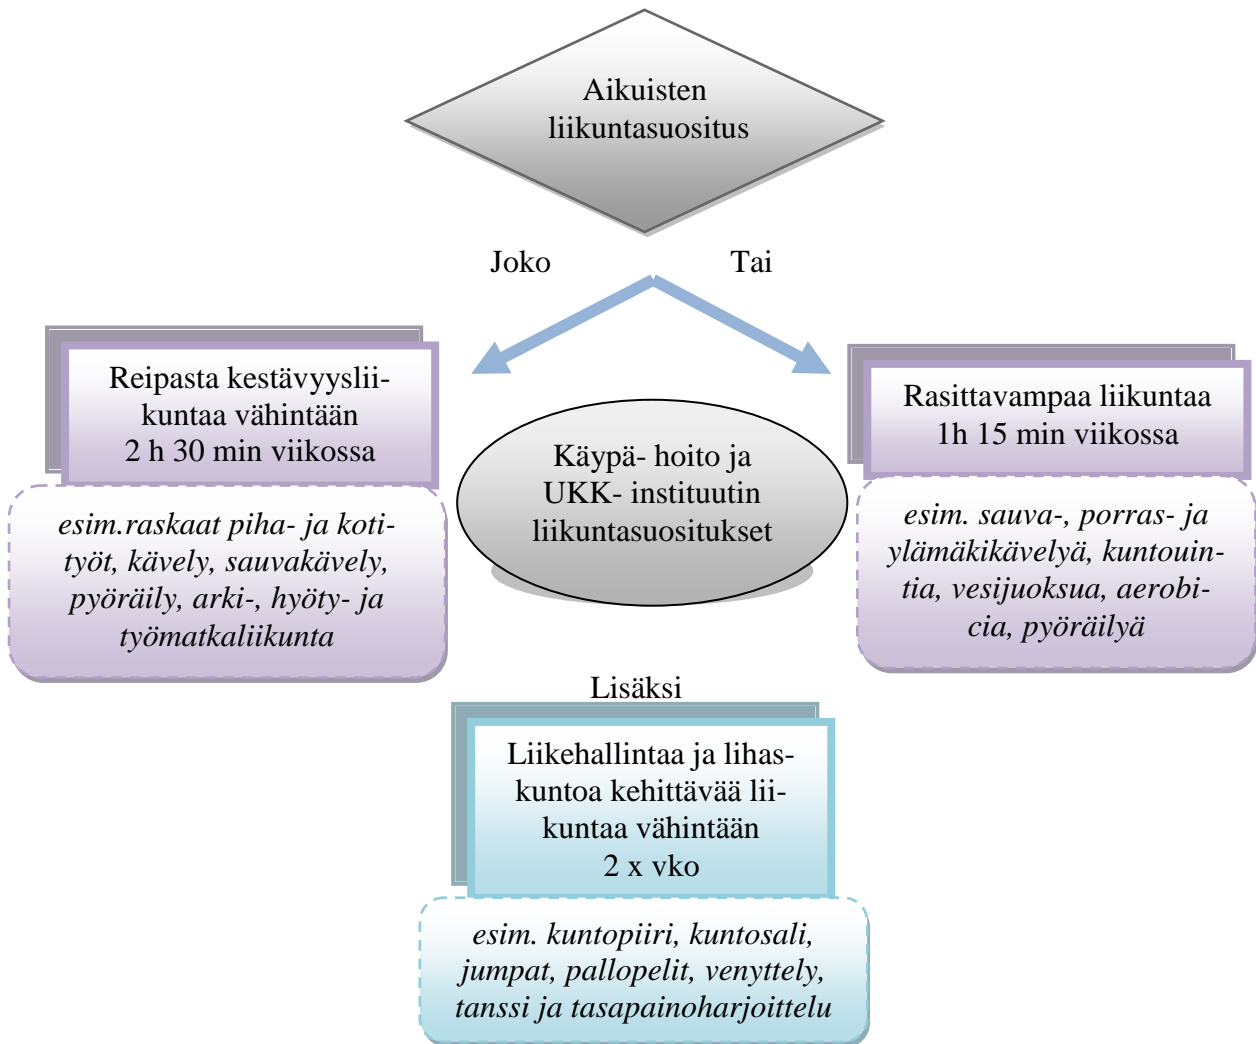 Aikuisten
liikuntasuositus
Joko
Tai
Reipasta kestävyyslii-
kuntaa vähintään
2 h 30 min viikossa
esim.raskaat piha- ja koti-
työt, kävely, sauvakävely,
pyöräily, arki-, hyöty- ja
työmatkaliikunta
Käypä- hoito ja
UKK- instituutin
liikuntasuositukset
Rasittavampaa liikuntaa
1h 15 min viikossa
esim. sauva-, porras- ja
ylämäkikävelyä, kuntouin-
tia, vesijuoksua, aerobi-
cia, pyöräilyä
Lisäksi
Liikehallintaa ja lihas-
kuntoa kehittävää lii-
kuntaa vähintään
2 x vko
esim. kuntopiiri, kuntosali,
jumpat, pallopelit, venyttely,
tanssi ja tasapainoharjoittelu